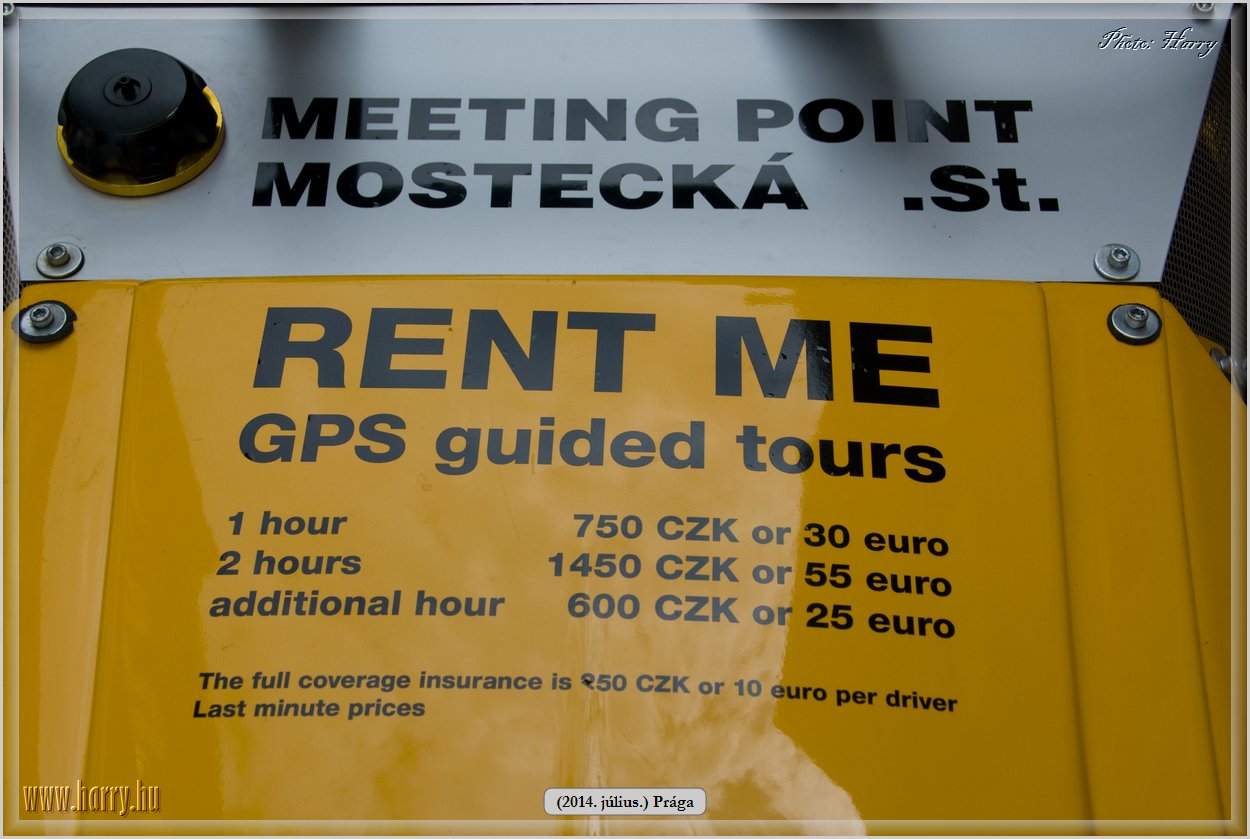 Photo: Harry
MEETING POINT
MOSTECKÁ .St.
RENT ME
GPS guided tours
1 hour 750 CZK or 30 euro
2 hours 1450 CZK or 55 euro
additional hour 600 CZK or 25 euro
The full coverage insurance is CZK or 10 euro per driver
Last minute prices
www.harry.hu
(2014. július.) Prága